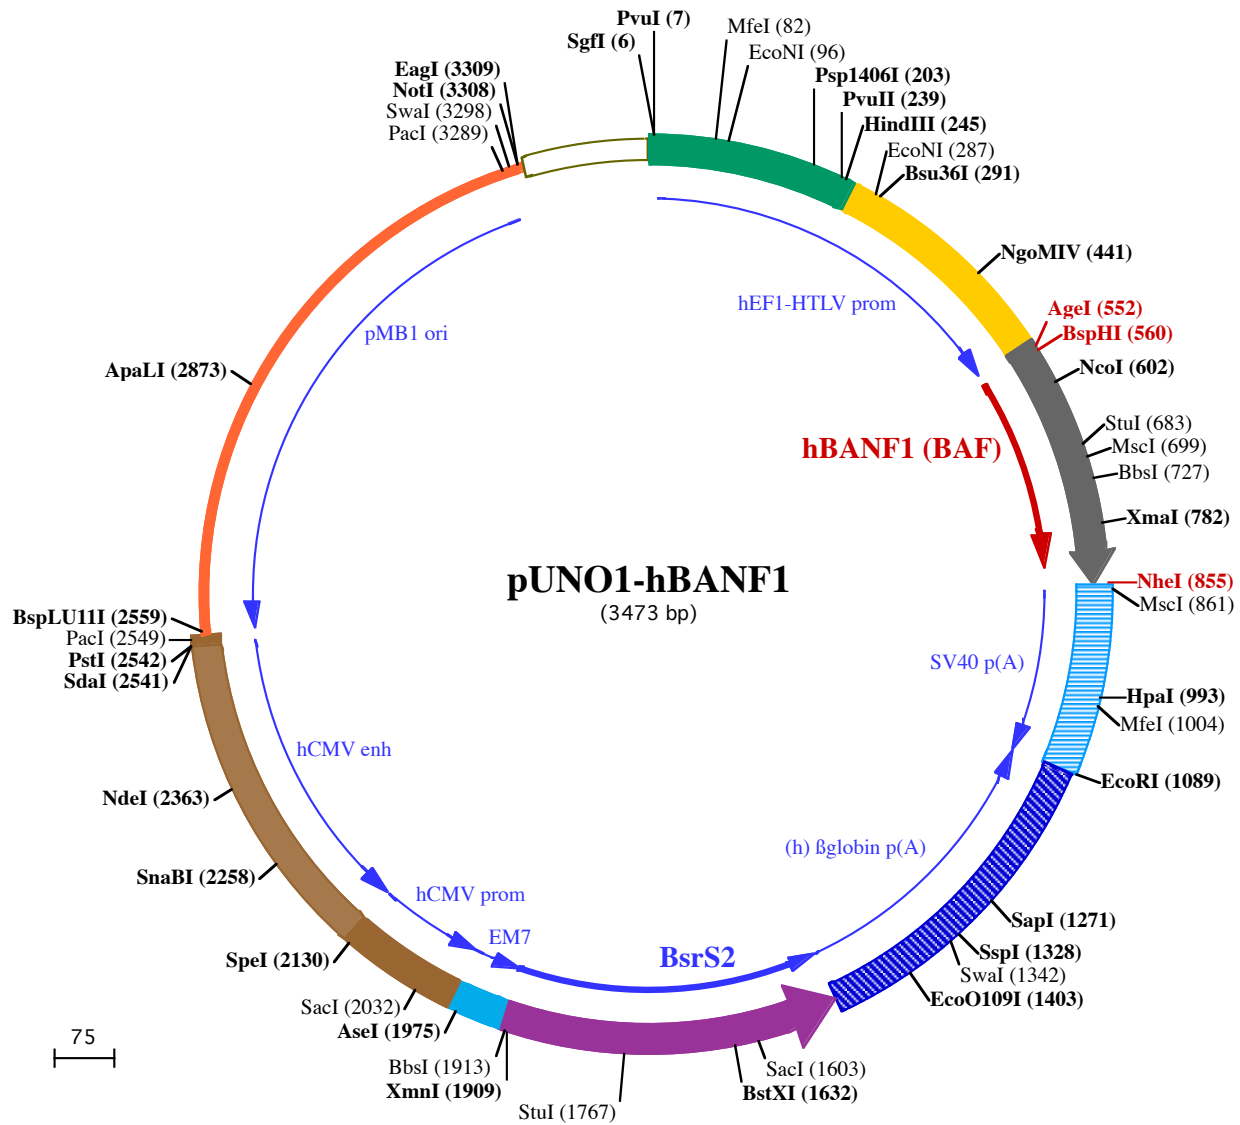 PvuI (7)
SgfI (6)
MfeI (82)
EcoNI (96)
EagI (3309)
NotI (3308)
SwaI (3298)
PacI (3289)
Psp1406I (203)
PvuII (239)
HindIII (245)
EcoNI (287)
Bsu36I (291)
NgoMIV (441)
hEF1-HTLV prom
AgeI (552)
pMB1 ori
BspHI (560)
ApaLI (2873)
NcoI (602)
StuI (683)
hBANF1 (BAF)
MscI (699)
BbsI (727)
XmaI (782)
pUNO1-hBANF1
(3473 bp)
NheI (855)
MscI (861)
BspLU11I (2559)
PacI (2549)
PstI (2542)
SdaI (2541)
SV40 p(A)
HpaI (993)
MfeI (1004)
hCMV enh
EcoRI (1089)
NdeI (2363)
(h) ßglobin p(A)
SnaBI (2258)
hCMV prom
SapI (1271)
EM7
BsrS2
SspI (1328)
SpeI (2130)
SwaI (1342)
EcoO109I (1403)
SacI (2032)
AseI (1975)
75
BbsI (1913)
SacI (1603)
XmnI (1909)
BstXI (1632)
StuI (1767)